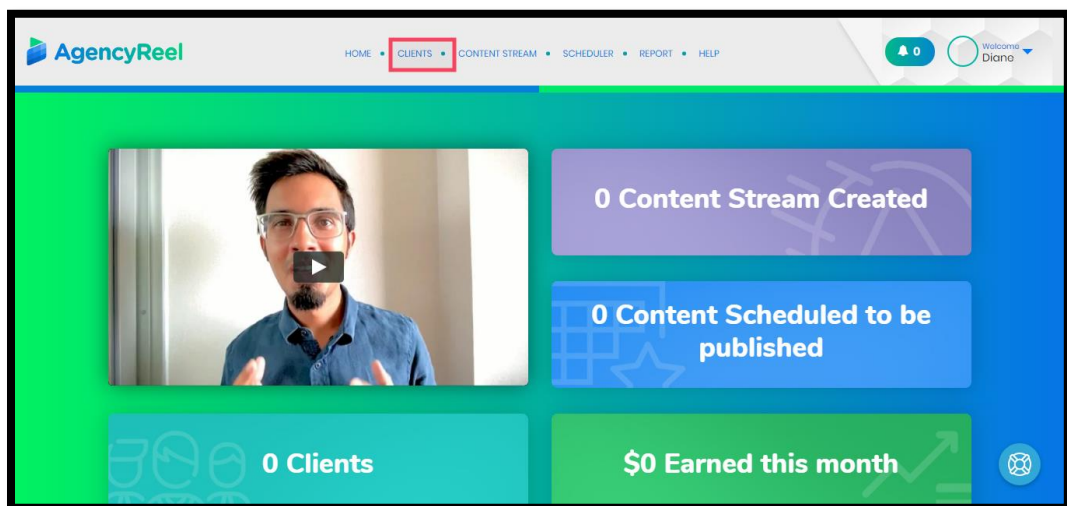 AgencyReel
HOME • CLIENTS • CONTENT STREAM • SCHEDULER • REPORT • HELP
0
Welcome
Diane
0 Content Stream Created
0 Content Scheduled to be
published
0 Clients
$0 Earned this month